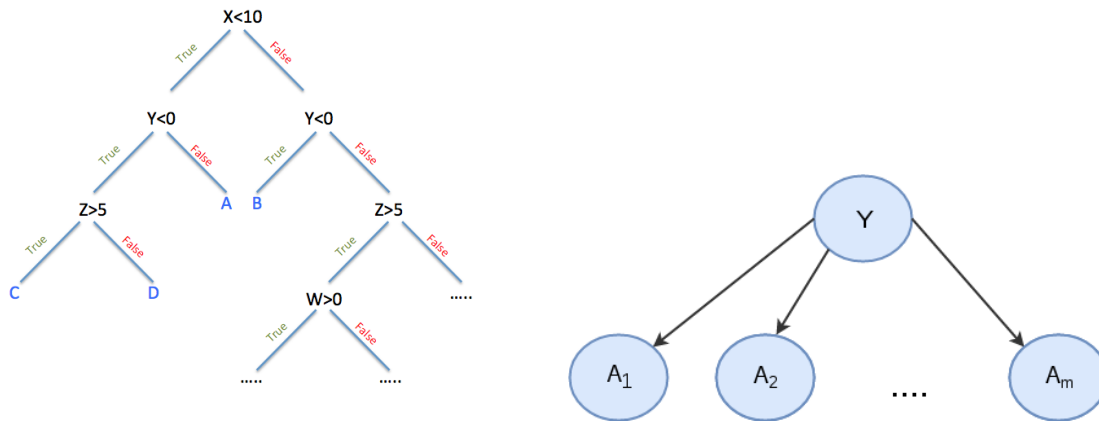 X<10
True False
Y<0 Y<0
True False True False
Z>5 A B Z>5
True False True False
C D W>0 .....
True False
..... .....
Y
A1 A2 .... Am